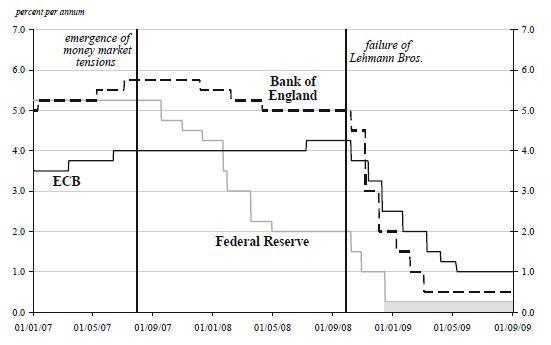 percent per annum
7.0 7.0
emergence of
money market
tensions
failure of
Lehmann Bros.
6.0 6.0
Bank of
England
5.0 5.0
4.0 4.0
ECB
3.0 3.0
2.0 2.0
Federal Reserve
1.0 1.0
0.0 0.0
01/01/07 01/05/07 01/09/07 01/01/08 01/05/08 01/09/08 01/01/09 01/05/09 01/09/09